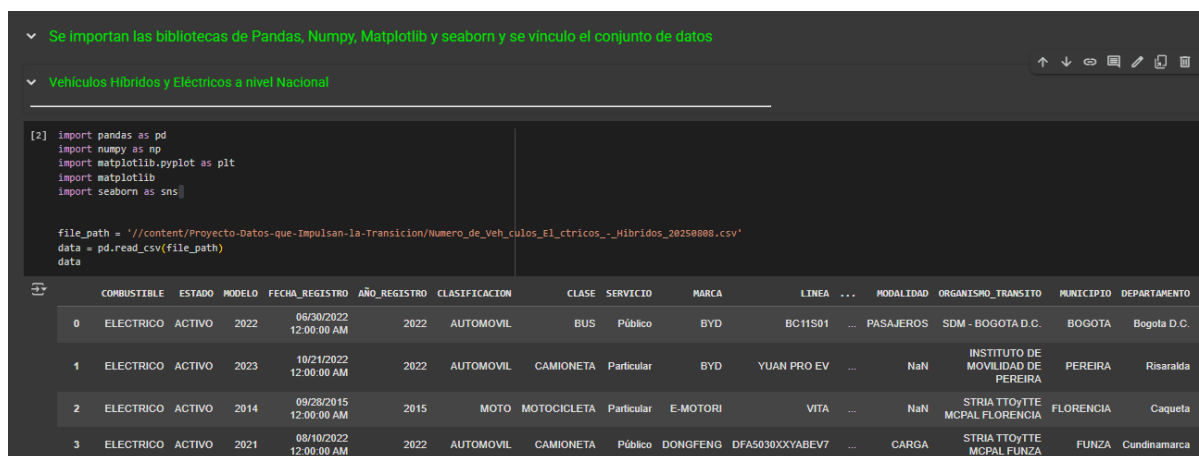 Se importan las bibliotecas de Pandas, Numpy, Matplotlib y seaborn y se vínculo el conjunto de datos
Vehículos Híbridos y Eléctricos a nivel Nacional
[2] import pandas as pd
import numpy as np
import matplotlib.pyplot as plt
import matplotlib
import seaborn as sns
file_path = '//content/Proyecto-Datos-que-Impulsan-la-Transicion/Numero_de_Veh_culos_El_ctricos_-_Hibridos_20250808.csv'
data = pd.read_csv(file_path)
data
COMBUSTIBLE ESTADO MODELO FECHA_REGISTRO AÑO_REGISTRO CLASIFICACION CLASE SERVICIO MARCA LINEA ... MODALIDAD ORGANISMO_TRANSITO MUNICIPIO DEPARTAMENTO
0 ELECTRICO ACTIVO 2022 06/30/2022 12:00:00 AM 2022 AUTOMOVIL BUS Público BYD BC11S01 ... PASAJEROS SDM - BOGOTA D.C. BOGOTA Bogota D.C.
1 ELECTRICO ACTIVO 2023 10/21/2022 12:00:00 AM 2022 AUTOMOVIL CAMIONETA Particular BYD YUAN PRO EV ... NaN INSTITUTO DE MOVILIDAD DE PEREIRA PEREIRA Risaralda
2 ELECTRICO ACTIVO 2014 09/28/2015 12:00:00 AM 2015 MOTO MOTOCICLETA Particular E-MOTORI VITA ... NaN STRIA TTOyTTE MCPAL FLORENCIA FLORENCIA Caqueta
3 ELECTRICO ACTIVO 2021 08/10/2022 12:00:00 AM 2022 AUTOMOVIL CAMIONETA Público DONGFENG DFA5030XXYABEV7 ... CARGA STRIA TTOyTTE MCPAL FUNZA FUNZA Cundinamarca